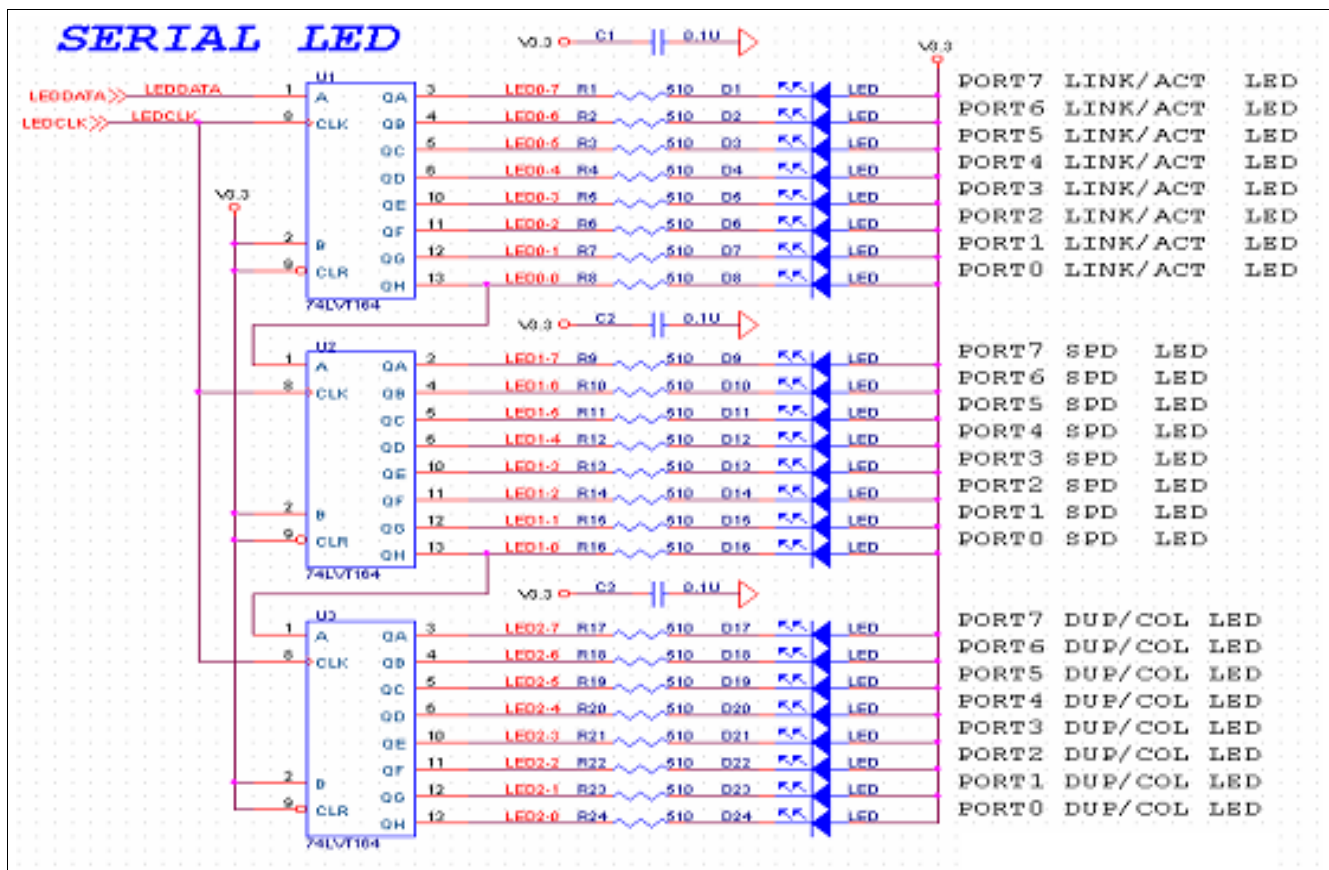 SERIAL LED
V3.3 C1 0.1U
V3.3
U1
LEDDATA LEDDATA 1 A QA 3 LED0-7 R1 510 D1 LED PORT7 LINK/ACT LED
LEDCLK LEDCLK 8 CLK QB 4 LED0-6 R2 510 D2 LED PORT6 LINK/ACT LED
QC 5 LED0-5 R3 510 D3 LED PORT5 LINK/ACT LED
QD 6 LED0-4 R4 510 D4 LED PORT4 LINK/ACT LED
V3.3 QE 10 LED0-3 R5 510 D5 LED PORT3 LINK/ACT LED
QF 11 LED0-2 R6 510 D6 LED PORT2 LINK/ACT LED
2 B QG 12 LED0-1 R7 510 D7 LED PORT1 LINK/ACT LED
9 CLR QH 13 LED0-0 R8 510 D8 LED PORT0 LINK/ACT LED
74LVT164
V3.3 C2 0.1U
U2
1 A QA 3 LED1-7 R9 510 D9 LED PORT7 SPD LED
8 CLK QB 4 LED1-6 R10 510 D10 LED PORT6 SPD LED
QC 5 LED1-5 R11 510 D11 LED PORT5 SPD LED
QD 6 LED1-4 R12 510 D12 LED PORT4 SPD LED
QE 10 LED1-3 R13 510 D13 LED PORT3 SPD LED
QF 11 LED1-2 R14 510 D14 LED PORT2 SPD LED
2 B QG 12 LED1-1 R15 510 D15 LED PORT1 SPD LED
9 CLR QH 13 LED1-0 R16 510 D16 LED PORT0 SPD LED
74LVT164
V3.3 C3 0.1U
U3
1 A QA 3 LED2-7 R17 510 D17 LED PORT7 DUP/COL LED
8 CLK QB 4 LED2-6 R18 510 D18 LED PORT6 DUP/COL LED
QC 5 LED2-5 R19 510 D19 LED PORT5 DUP/COL LED
QD 6 LED2-4 R20 510 D20 LED PORT4 DUP/COL LED
QE 10 LED2-3 R21 510 D21 LED PORT3 DUP/COL LED
QF 11 LED2-2 R22 510 D22 LED PORT2 DUP/COL LED
2 B QG 12 LED2-1 R23 510 D23 LED PORT1 DUP/COL LED
9 CLR QH 13 LED2-0 R24 510 D24 LED PORT0 DUP/COL LED
74LVT164